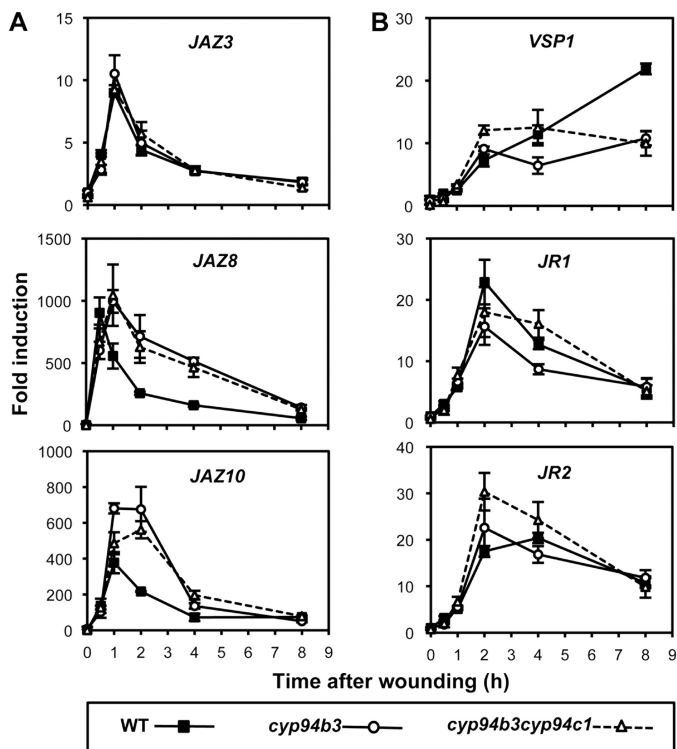 A
B
JAZ3
15
10
5
0
VSP1
30
20
10
0
Fold induction
JAZ8
1500
1000
500
0
JR1
30
20
10
0
JAZ10
1000
800
600
400
200
0
0 1 2 3 4 5 6 7 8 9
JR2
40
30
20
10
0
0 1 2 3 4 5 6 7 8 9
Time after wounding (h)
WT cyp94b3 cyp94b3cyp94c1